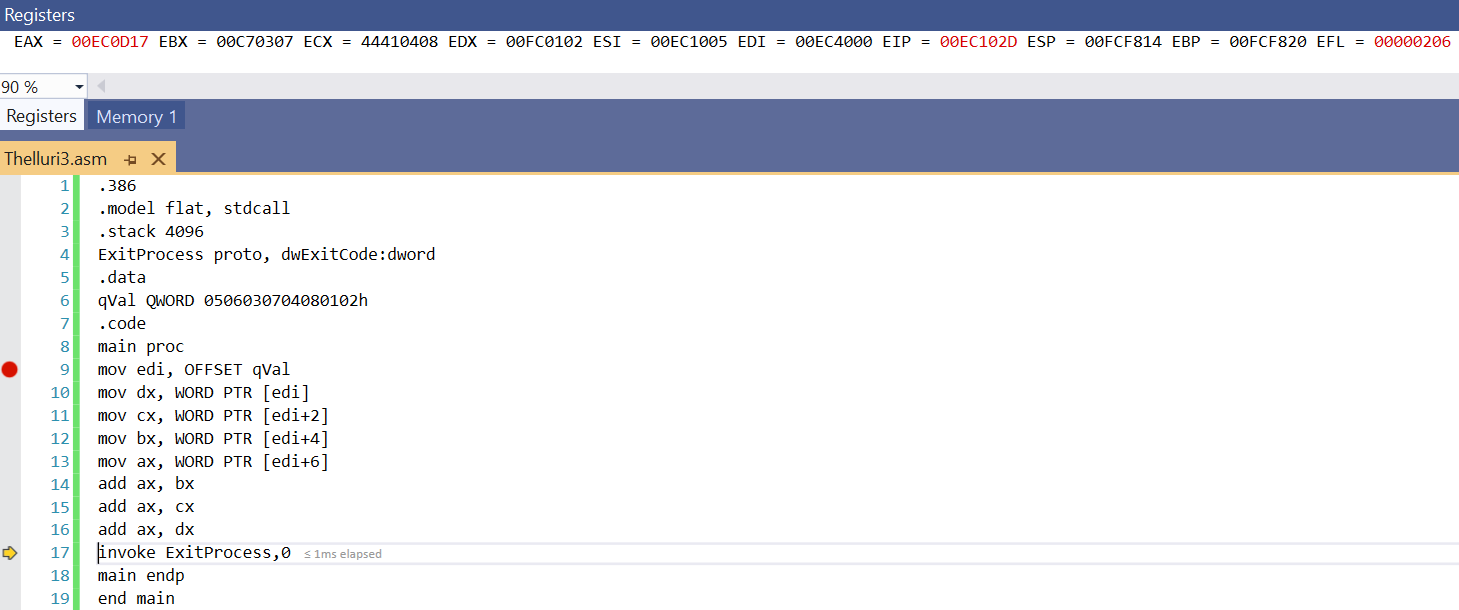 Registers
EAX = 00EC0D17 EBX = 00C70307 ECX = 44410408 EDX = 00FC0102 ESI = 00EC1005 EDI = 00EC4000 EIP = 00EC102D ESP = 00FCF814 EBP = 00FCF820 EFL = 00000206
90 %
Registers Memory 1
Thelluri3.asm
1 .386
2 .model flat, stdcall
3 .stack 4096
4 ExitProcess proto, dwExitCode:dword
5 .data
6 qVal QWORD 0506030704080102h
7 .code
8 main proc
9 mov edi, OFFSET qVal
10 mov dx, WORD PTR [edi]
11 mov cx, WORD PTR [edi+2]
12 mov bx, WORD PTR [edi+4]
13 mov ax, WORD PTR [edi+6]
14 add ax, bx
15 add ax, cx
16 add ax, dx
17 invoke ExitProcess,0 ≤ 1ms elapsed
18 main endp
19 end main